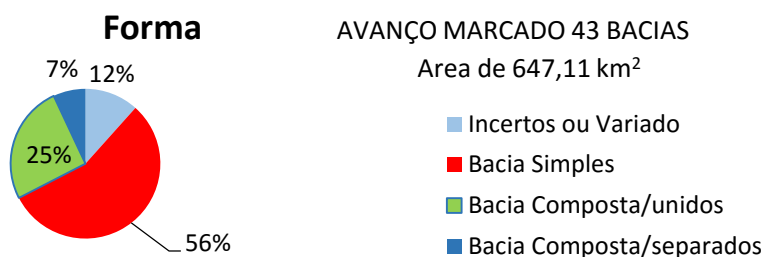 Forma
AVANÇO MARCADO 43 BACIAS
Area de 647,11 km²
7%
12%
25%
56%
Incertos ou Variado
Bacia Simples
Bacia Composta/unidos
Bacia Composta/separados